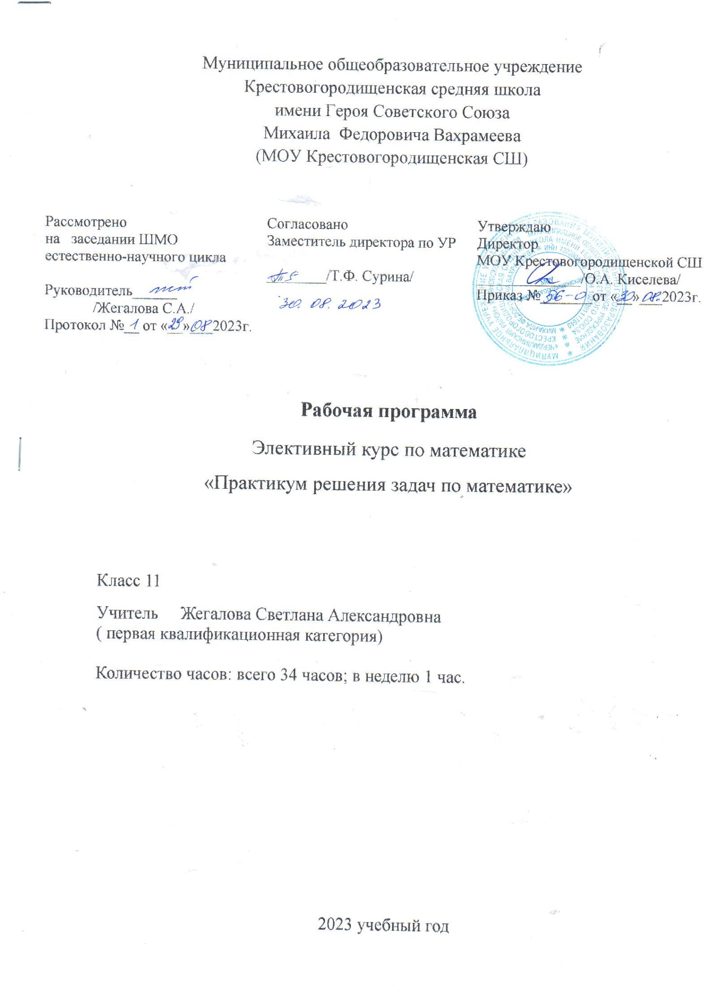 Муниципальное общеобразовательное учреждение
Крестовогородищенская средняя школа
имени Героя Советского Союза
Михаила Федоровича Вахрамеева
(МОУ Крестовогородищенская СШ)
Рассмотрено
на заседании ШМО
естественно-научного цикла
Руководитель______
/Жегалова С.А./
Протокол № 1 от «29» 08 2023г.
Согласовано
Заместитель директора по УР
________/Т.Ф. Сурина/
30. 08. 2023
Утверждаю
Директор
МОУ Крестовогородищенской СШ
______________/О.А. Киселева/
Приказ № 96-О от «30» 08. 2023г.
Рабочая программа
Элективный курс по математике
«Практикум решения задач по математике»
Класс 11
Учитель Жегалова Светлана Александровна
( первая квалификационная категория)
Количество часов: всего 34 часов; в неделю 1 час.
2023 учебный год